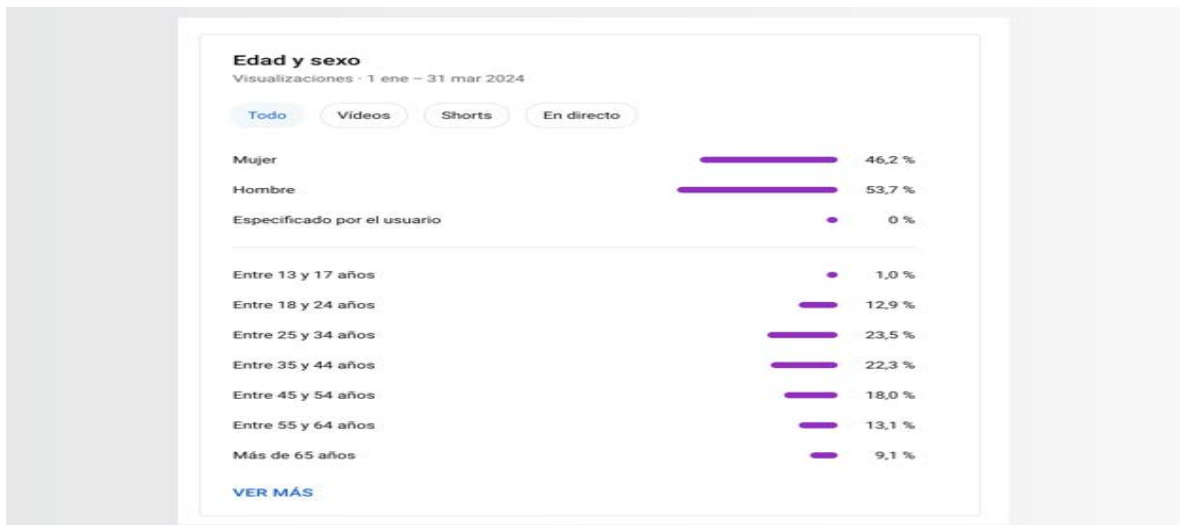 Edad y sexo
Visualizaciones · 1 ene – 31 mar 2024
Todo Vídeos Shorts En directo
Mujer 46,2 %
Hombre 53,7 %
Especificado por el usuario 0 %
Entre 13 y 17 años 1,0 %
Entre 18 y 24 años 12,9 %
Entre 25 y 34 años 23,5 %
Entre 35 y 44 años 22,3 %
Entre 45 y 54 años 18,0 %
Entre 55 y 64 años 13,1 %
Más de 65 años 9,1 %
VER MÁS